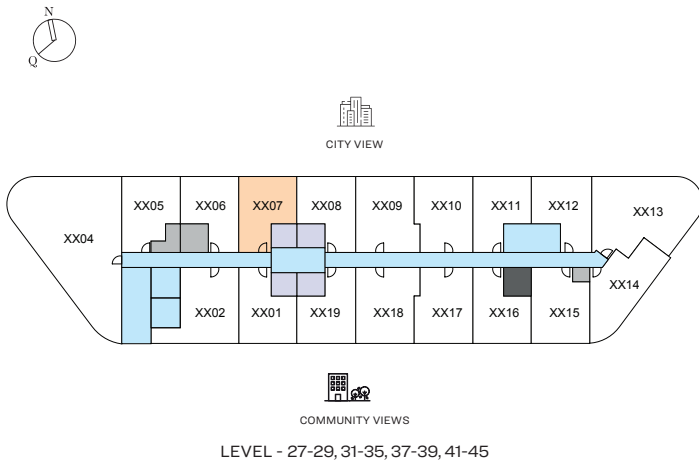 N
Q
CITY VIEW
XX05 XX06 XX07 XX08 XX09 XX10 XX11 XX12
XX13
XX04
XX14
XX02 XX01 XX19 XX18 XX17 XX16 XX15
COMMUNITY VIEWS
LEVEL - 27-29, 31-35, 37-39, 41-45